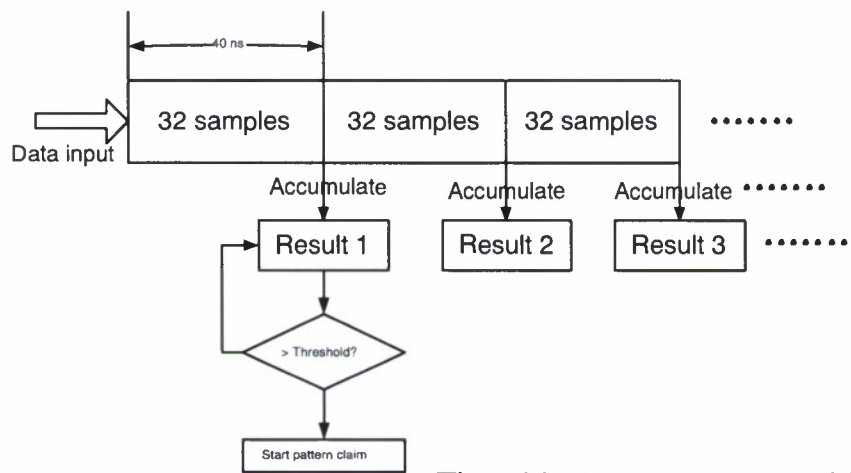 40 ns
32 samples 32 samples 32 samples .......
Data input
Accumulate Accumulate Accumulate .......
Result 1 Result 2 Result 3 .......
> Threshold?
Start pattern claim